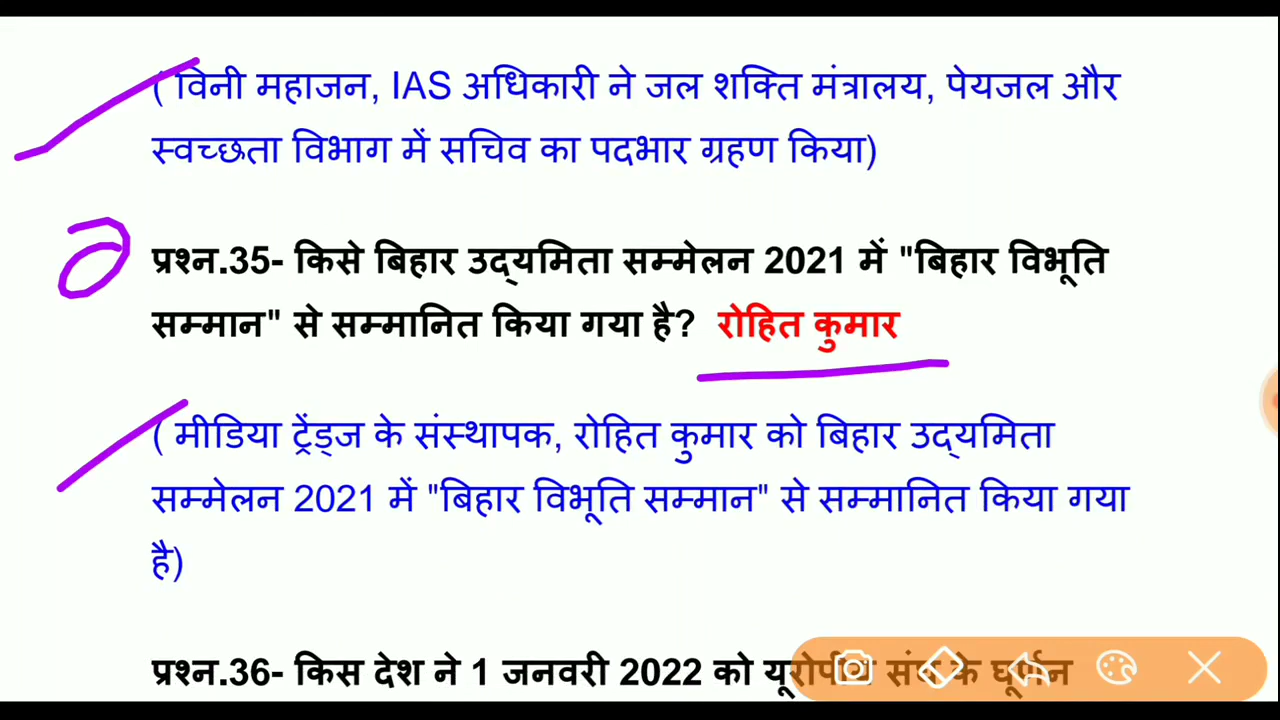 ( विनी महाजन, IAS अधिकारी ने जल शक्ति मंत्रालय, पेयजल और
स्वच्छता विभाग में सचिव का पदभार ग्रहण किया)
प्रश्न.35- किसे बिहार उद्यमिता सम्मेलन 2021 में "बिहार विभूति
सम्मान" से सम्मानित किया गया है? रोहित कुमार
( मीडिया ट्रेंड्ज के संस्थापक, रोहित कुमार को बिहार उद्यमिता
सम्मेलन 2021 में "बिहार विभूति सम्मान" से सम्मानित किया गया
है)
प्रश्न.36- किस देश ने 1 जनवरी 2022 को यूरोपीय संघ के घूर्णन